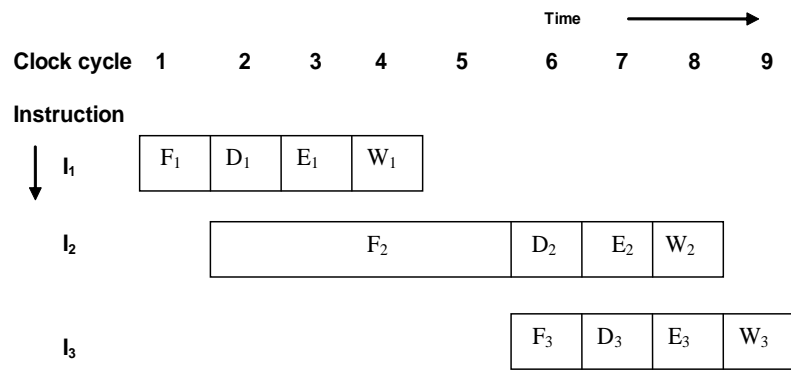 Time
Clock cycle 1 2 3 4 5 6 7 8 9
Instruction
I₁ F₁ D₁ E₁ W₁
I₂ F₂ D₂ E₂ W₂
I₃ F₃ D₃ E₃ W₃